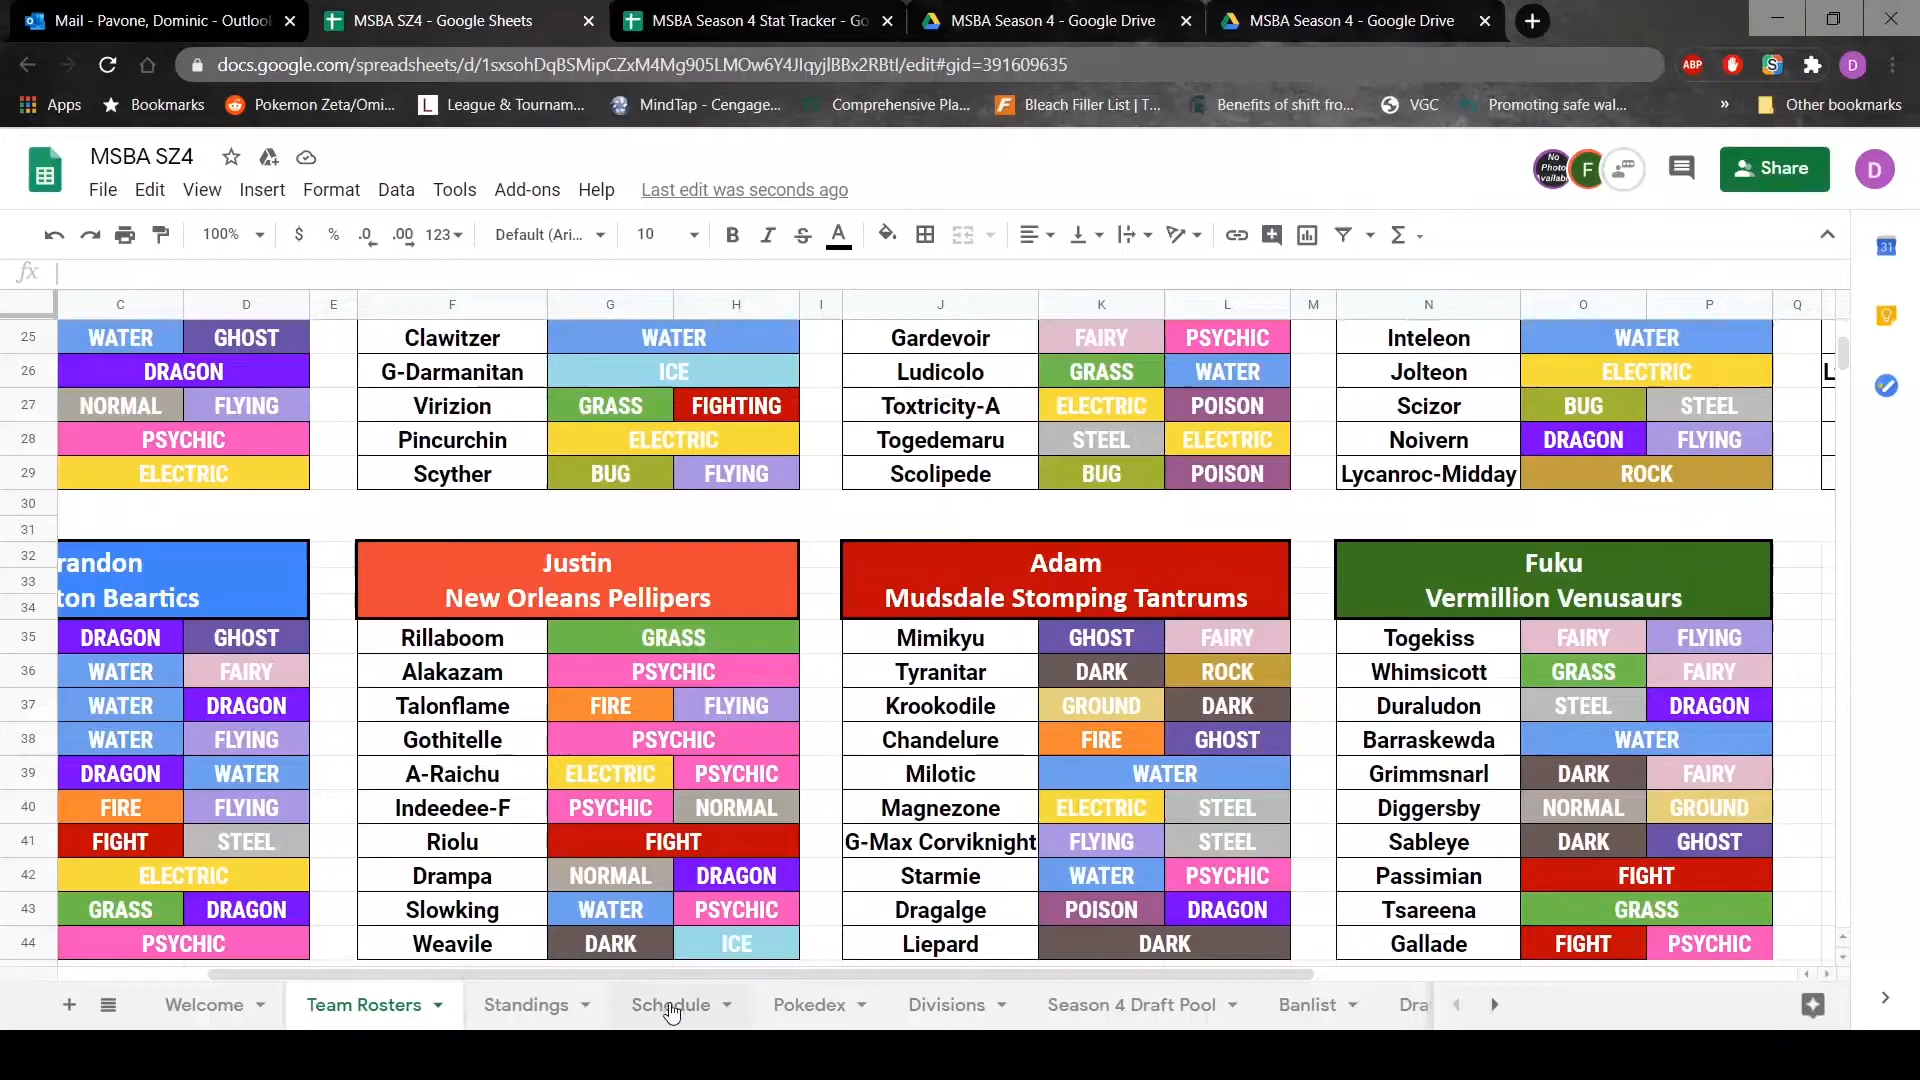 Mail - Pavone, Dominic - Outlool
MSBA SZ4 - Google Sheets
MSBA Season 4 Stat Tracker - Go
MSBA Season 4 - Google Drive
MSBA Season 4 - Google Drive
docs.google.com/spreadsheets/d/1sxsohDqBSMipCZxM4Mg905LMOw6Y4JIqyjlBBx2RBtI/edit#gid=391609635
ABP
D
Apps Bookmarks Pokemon Zeta/Omi... L League & Tournam... MindTap - Cengage... Comprehensive Pla... Bleach Filler List | T... Benefits of shift fro... VGC Promoting safe wal... » Other bookmarks
MSBA SZ4
No Photo
F
Share
D
File Edit View Insert Format Data Tools Add-ons Help Last edit was seconds ago
100% $ % .0 .00 123 Default (Ari... 10 B I S A
31
fx
C D E F G H I J K L M N O P Q
25 WATER GHOST Clawitzer WATER Gardevoir FAIRY PSYCHIC Inteleon WATER
26 DRAGON G-Darmanitan ICE Ludicolo GRASS WATER Jolteon ELECTRIC L
27 NORMAL FLYING Virizion GRASS FIGHTING Toxtricity-A ELECTRIC POISON Scizor BUG STEEL
28 PSYCHIC Pincurchin ELECTRIC Togedemaru STEEL ELECTRIC Noivern DRAGON FLYING
29 ELECTRIC Scyther BUG FLYING Scolipede BUG POISON Lycanroc-Midday ROCK
30
31
32 randon Justin Adam Fuku
33
34 ton Beartics New Orleans Pellipers Mudsdale Stomping Tantrums Vermillion Venusaurs
35 DRAGON GHOST Rillaboom GRASS Mimikyu GHOST FAIRY Togekiss FAIRY FLYING
36 WATER FAIRY Alakazam PSYCHIC Tyranitar DARK ROCK Whimsicott GRASS FAIRY
37 WATER DRAGON Talonflame FIRE FLYING Krookodile GROUND DARK Duraludon STEEL DRAGON
38 WATER FLYING Gothitelle PSYCHIC Chandelure FIRE GHOST Barraskewda WATER
39 DRAGON WATER A-Raichu ELECTRIC PSYCHIC Milotic WATER Grimmsnarl DARK FAIRY
40 FIRE FLYING Indeedee-F PSYCHIC NORMAL Magnezone ELECTRIC STEEL Diggersby NORMAL GROUND
41 FIGHT STEEL Riolu FIGHT G-Max Corviknight FLYING STEEL Sableye DARK GHOST
42 ELECTRIC Drampa NORMAL DRAGON Starmie WATER PSYCHIC Passimian FIGHT
43 GRASS DRAGON Slowking WATER PSYCHIC Dragalge POISON DRAGON Tsareena GRASS
44 PSYCHIC Weavile DARK ICE Liepard DARK Gallade FIGHT PSYCHIC
Welcome Team Rosters Standings Schedule Pokedex Divisions Season 4 Draft Pool Banlist Dra